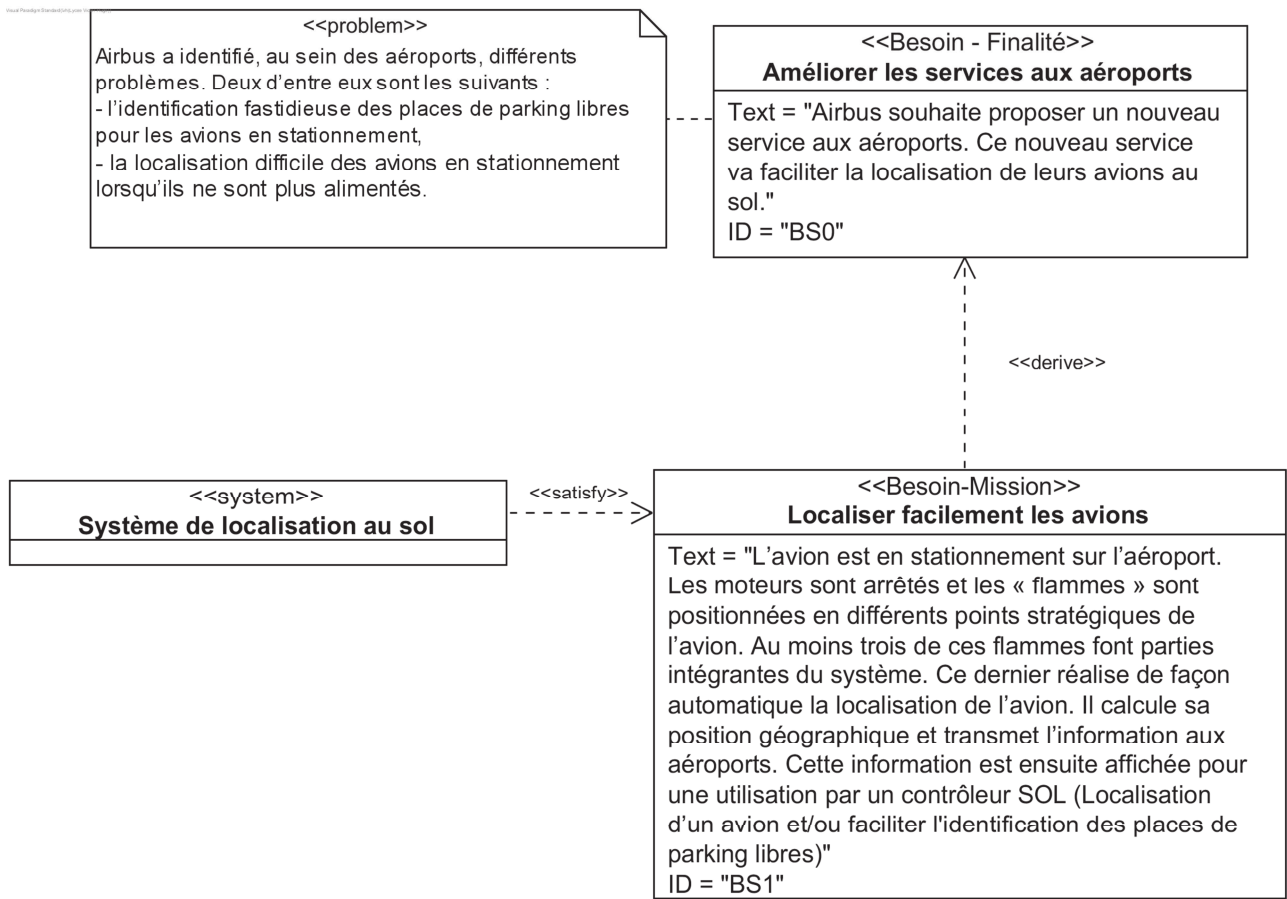 <<problem>>
Airbus a identifié, au sein des aéroports, différents
problèmes. Deux d'entre eux sont les suivants :
- l'identification fastidieuse des places de parking libres
pour les avions en stationnement,
- la localisation difficile des avions en stationnement
lorsqu'ils ne sont plus alimentés.
<<Besoin - Finalité>>
Améliorer les services aux aéroports
Text = "Airbus souhaite proposer un nouveau
service aux aéroports. Ce nouveau service
va faciliter la localisation de leurs avions au
sol."
ID = "BS0"
<<derive>>
<<system>>
Système de localisation au sol
<<satisfy>>
<<Besoin-Mission>>
Localiser facilement les avions
Text = "L'avion est en stationnement sur l'aéroport.
Les moteurs sont arrêtés et les « flammes » sont
positionnées en différents points stratégiques de
l'avion. Au moins trois de ces flammes font parties
intégrantes du système. Ce dernier réalise de façon
automatique la localisation de l'avion. Il calcule sa
position géographique et transmet l'information aux
aéroports. Cette information est ensuite affichée pour
une utilisation par un contrôleur SOL (Localisation
d'un avion et/ou faciliter l'identification des places de
parking libres)"
ID = "BS1"